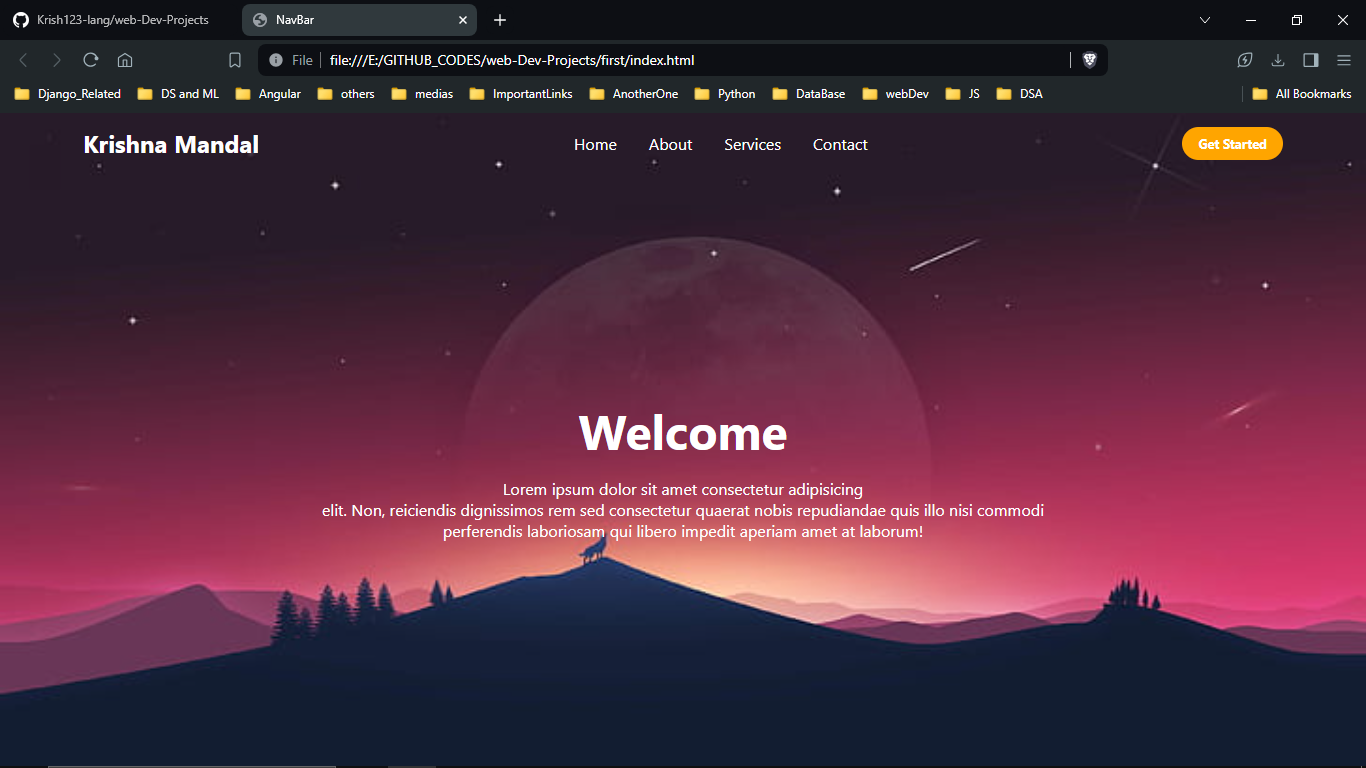 Krish123-lang/web-Dev-Projects
NavBar
File
file:///E:/GITHUB_CODES/web-Dev-Projects/first/index.html
Django_Related
DS and ML
Angular
others
medias
ImportantLinks
AnotherOne
Python
DataBase
webDev
JS
DSA
All Bookmarks
Krishna Mandal
Home
About
Services
Contact
Get Started
Welcome
Lorem ipsum dolor sit amet consectetur adipisicing
elit. Non, reiciendis dignissimos rem sed consectetur quaerat nobis repudiandae quis illo nisi commodi
perferendis laboriosam qui libero impedit aperiam amet at laborum!